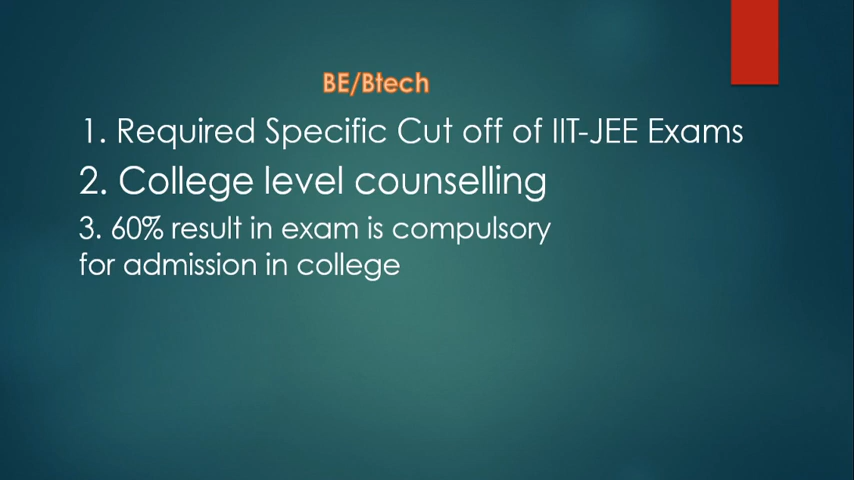 BE/Btech
1. Required Specific Cut off of IIT-JEE Exams
2. College level counselling
3. 60% result in exam is compulsory
for admission in college